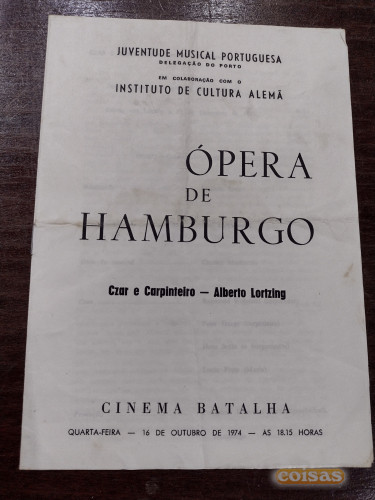 JUVENTUDE MUSICAL PORTUGUESA
DELEGAÇÃO DO PORTO
EM COLABORAÇÃO COM O
INSTITUTO DE CULTURA ALEMÃ
ÓPERA
DE
HAMBURGO
Czar e Carpinteiro — Alberto Lortzing
CINEMA BATALHA
QUARTA-FEIRA — 16 DE OUTUBRO DE 1974 — AS 18.15 HORAS
coisas